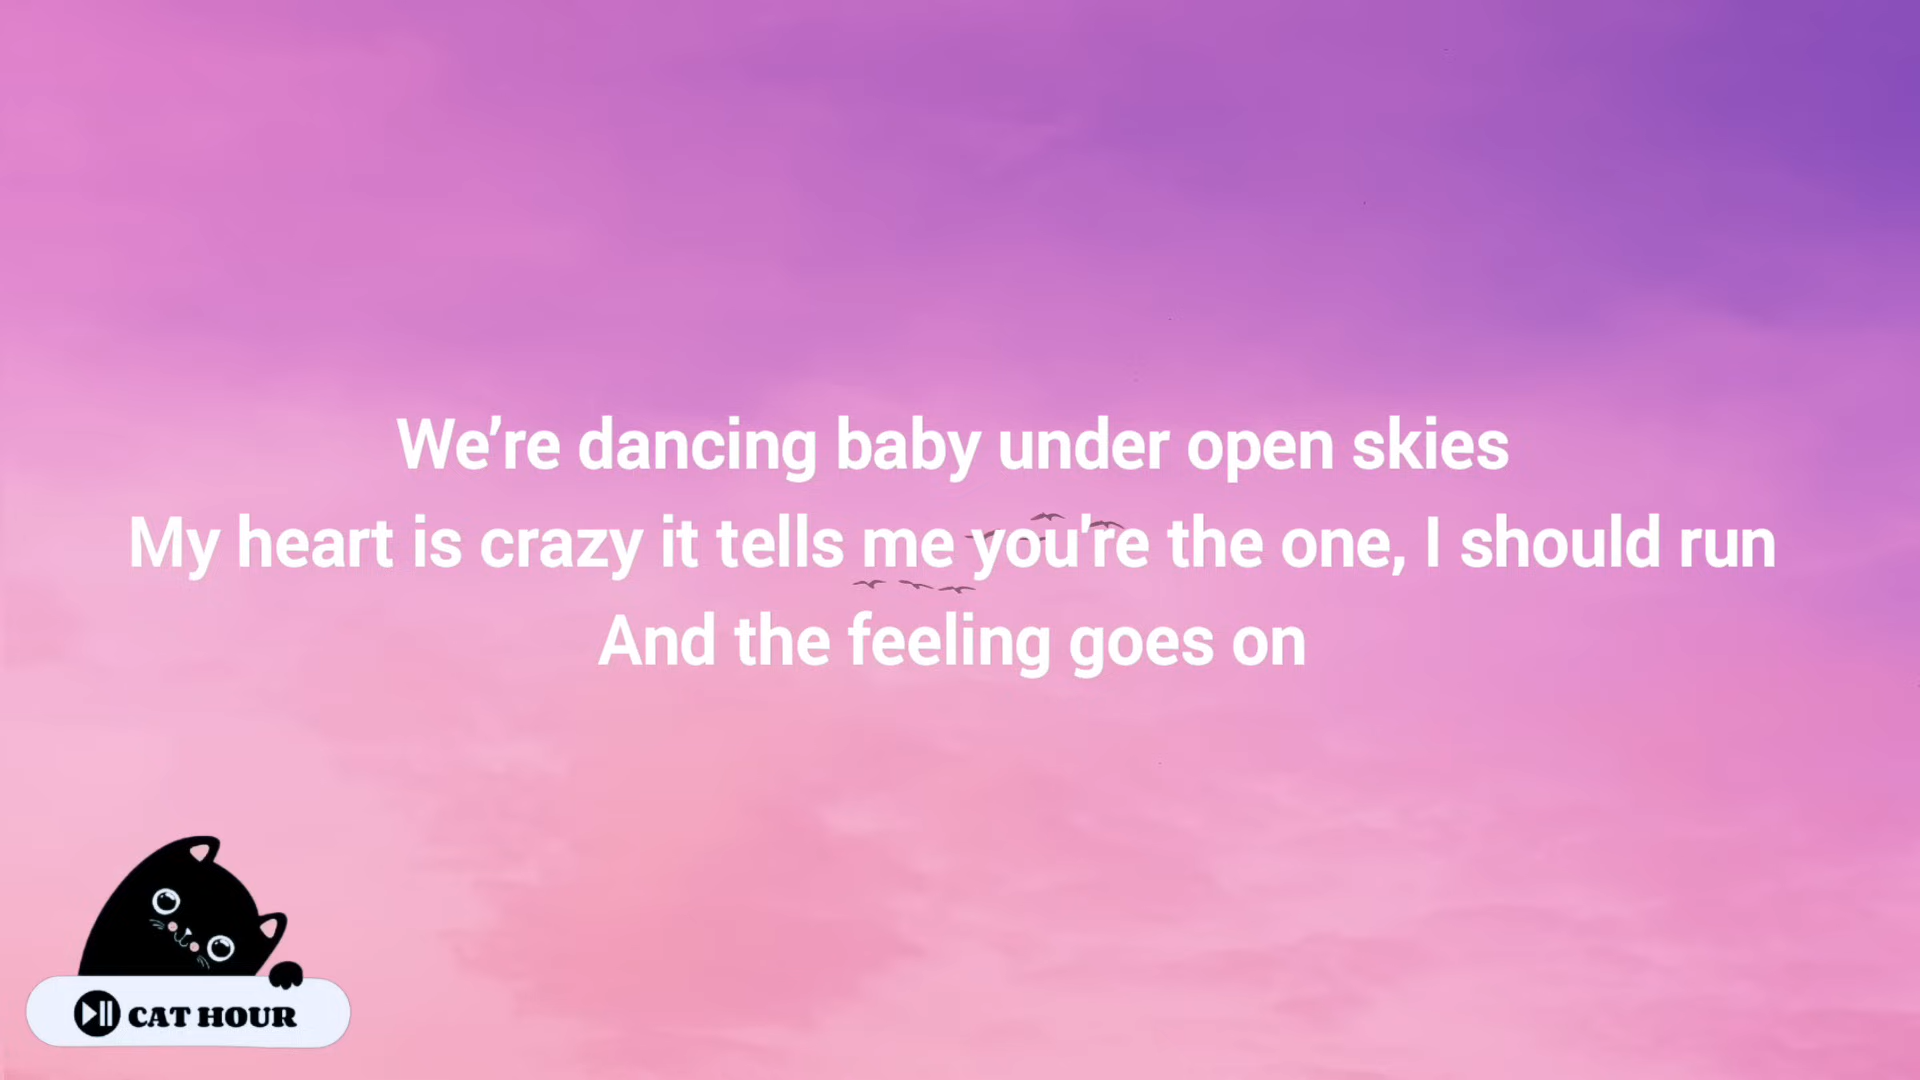 We’re dancing baby under open skies
My heart is crazy it tells me you're the one, I should run
And the feeling goes on
CAT HOUR